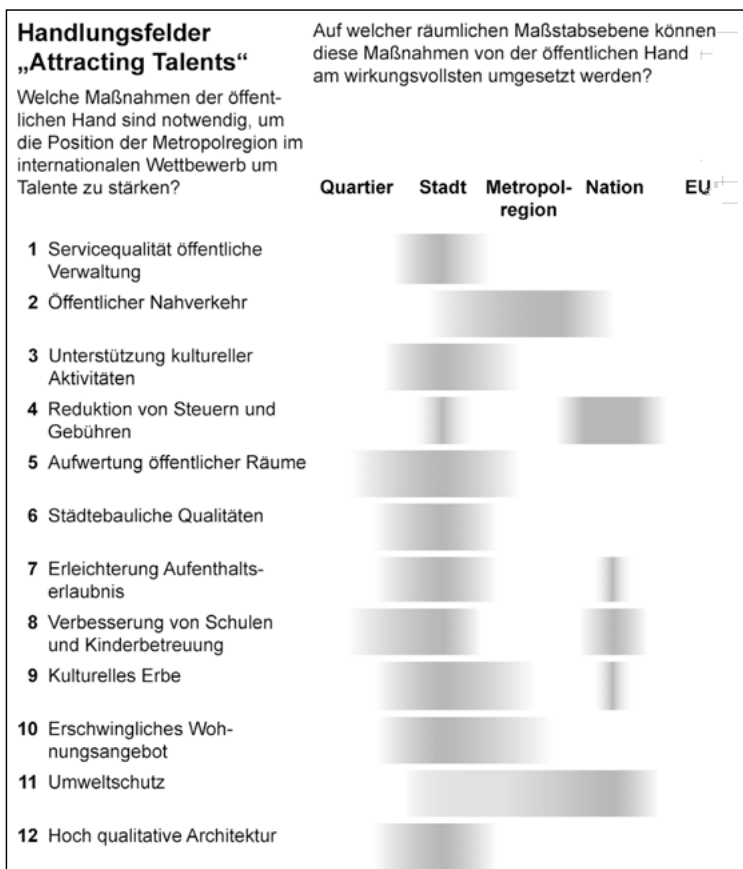 Handlungsfelder
„Attracting Talents“
Welche Maßnahmen der öffent-
lichen Hand sind notwendig, um
die Position der Metropolregion im
internationalen Wettbewerb um
Talente zu stärken?
Auf welcher räumlichen Maßstabsebene können
diese Maßnahmen von der öffentlichen Hand
am wirkungsvollsten umgesetzt werden?
Quartier Stadt Metropol- Nation EU
region
1 Servicequalität öffentliche
Verwaltung
2 Öffentlicher Nahverkehr
3 Unterstützung kultureller
Aktivitäten
4 Reduktion von Steuern und
Gebühren
5 Aufwertung öffentlicher Räume
6 Städtebauliche Qualitäten
7 Erleichterung Aufenthalts-
erlaubnis
8 Verbesserung von Schulen
und Kinderbetreuung
9 Kulturelles Erbe
10 Erschwingliches Woh-
nungsangebot
11 Umweltschutz
12 Hoch qualitative Architektur